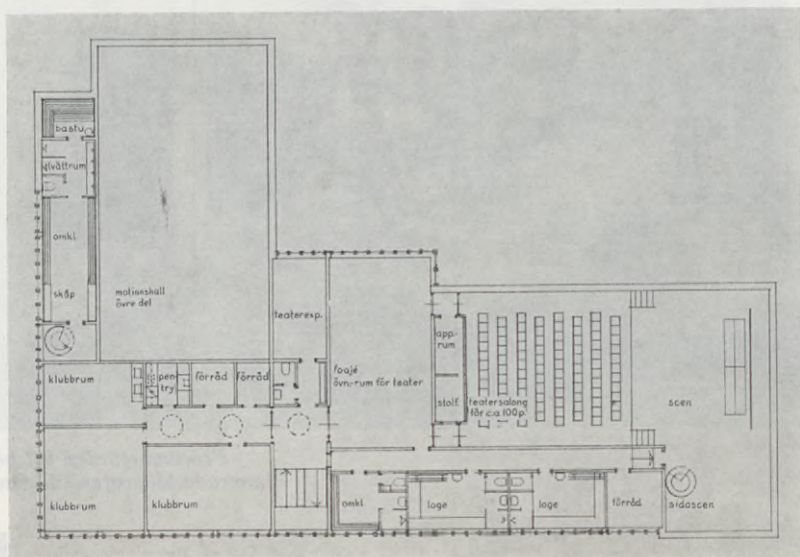 bastu
tvättrum
omkl.
skåp
motionshall
övre del
teaterexp.
foajé
övn.-rum för teater
app.-
rum
stolf.
teatersalong
för c:a 100 p.
scen
klubbrum
pen-
try
förråd
förråd
klubbrum
klubbrum
omkl.
loge
loge
förråd
sidoscen